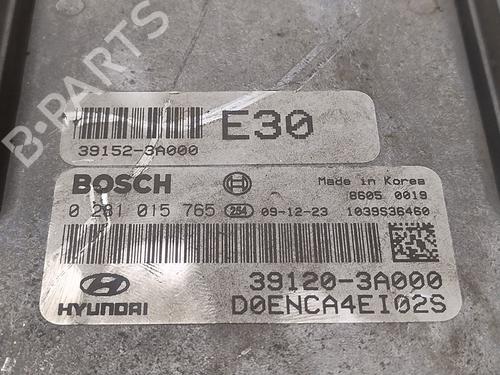 B-PARTS
E30
39152-3A000
BOSCH
Made in Korea
8605 0019
0 281 015 765 254 09-12-23 1039S36460
39120-3A000
HYUNDAI
D0ENCA4EI02S